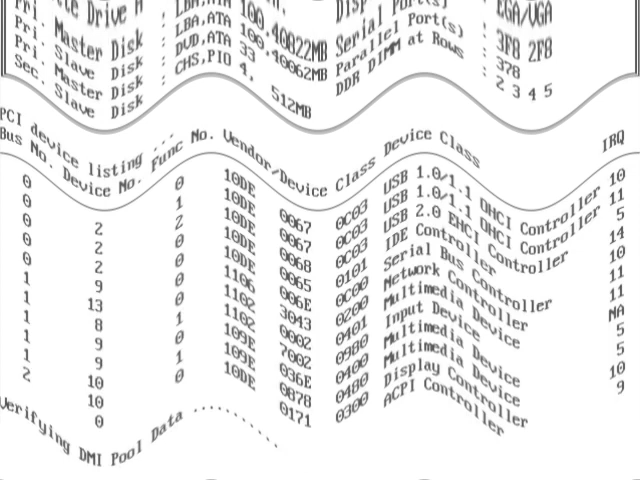 te Drive A : EGA/VGA
Pri. Master Disk : LBA,ATA 100,40022MB Serial Port(s) : 3F8 2F8
Pri. Slave Disk : LBA,ATA 100,40062MB Parallel Port(s) : 378
Sec. Master Disk : DVD,ATA 33 DDR DIMM at Rows : 2 3 4 5
Sec. Slave Disk : CHS,PIO 4, 512MB
PCI device listing ...
Bus No. Device No. Func No. Vendor/Device Class Device Class IRQ
0 2 0 10DE 0067 0C03 USB 1.0/1.1 OHCI Controller 10
0 2 1 10DE 0067 0C03 USB 1.0/1.1 OHCI Controller 11
0 2 2 10DE 0068 0C03 USB 2.0 EHCI Controller 5
0 9 0 10DE 0065 0101 IDE Controller 14
0 13 0 10DE 006E 0C00 Serial Bus Controller 10
1 8 0 1106 3043 0200 Network Controller 11
1 9 0 1102 0002 0401 Multimedia Device 11
1 9 1 1102 7002 0980 Input Device NA
1 10 0 109E 036E 0400 Multimedia Device 5
1 10 1 109E 0878 0480 Multimedia Device 5
2 0 0 10DE 0171 0300 Display Controller 10
ACPI Controller 9
Verifying DMI Pool Data ............